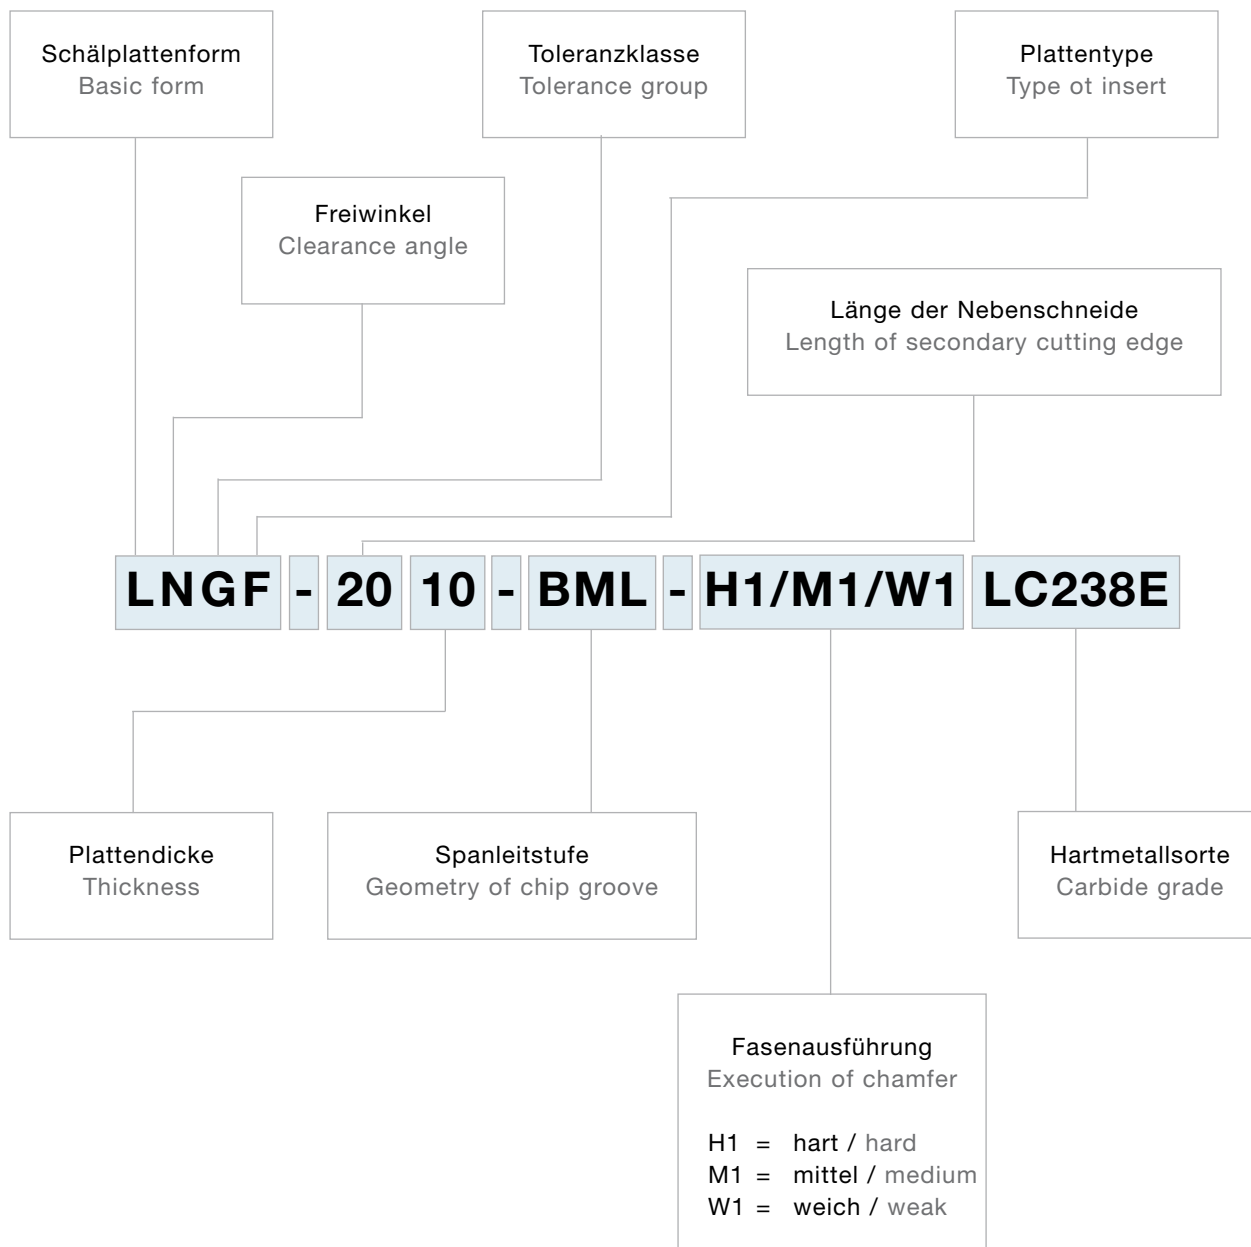 Schälplattenform
Basic form
Toleranzklasse
Tolerance group
Plattentype
Type ot insert
Freiwinkel
Clearance angle
Länge der Nebenschneide
Length of secondary cutting edge
LNGF - 20 10 - BML - H1/M1/W1 LC238E
Plattendicke
Thickness
Spanleitstufe
Geometry of chip groove
Hartmetallsorte
Carbide grade
Fasenausführung
Execution of chamfer
H1 = hart / hard
M1 = mittel / medium
W1 = weich / weak